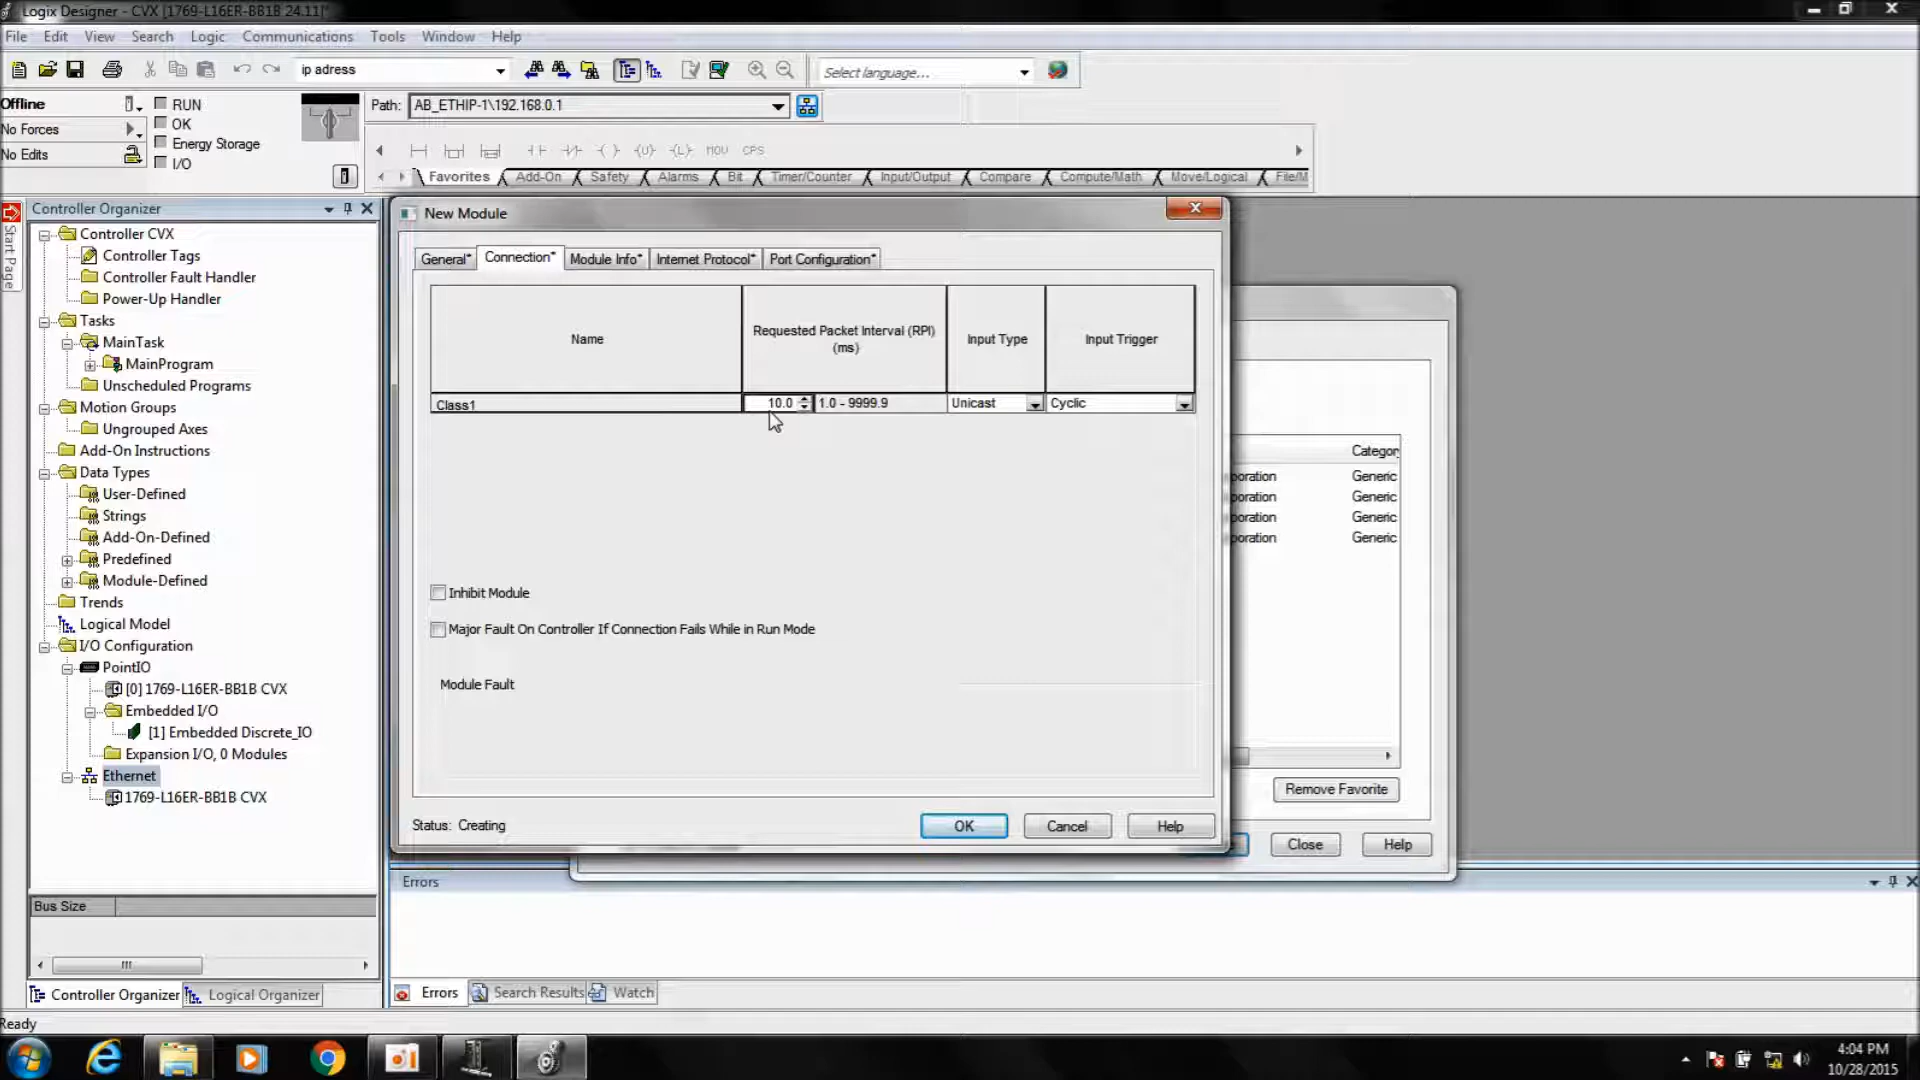 Logix Designer - CVX [1769-L16ER-BB1B 24.11]*
File Edit View Search Logic Communications Tools Window Help
ip adress
Select language...
Offline
No Forces
No Edits
RUN
OK
Energy Storage
I/O
Path: AB_ETHIP-1\192.168.0.1
MOV CPS
Favorites Add-On Safety Alarms Bit Timer/Counter Input/Output Compare Compute/Math Move/Logical File/M
Start Page
Controller Organizer
Controller CVX
Controller Tags
Controller Fault Handler
Power-Up Handler
Tasks
MainTask
MainProgram
Unscheduled Programs
Motion Groups
Ungrouped Axes
Add-On Instructions
Data Types
User-Defined
Strings
Add-On-Defined
Predefined
Module-Defined
Trends
Logical Model
I/O Configuration
PointIO
[0] 1769-L16ER-BB1B CVX
Embedded I/O
[1] Embedded Discrete_IO
Expansion I/O, 0 Modules
Ethernet
1769-L16ER-BB1B CVX
Bus Size
Controller Organizer Logical Organizer
New Module
General* Connection* Module Info* Internet Protocol* Port Configuration*
Name
Requested Packet Interval (RPI)
(ms)
Input Type
Input Trigger
Class1 10.0 1.0 - 9999.9 Unicast Cyclic
Inhibit Module
Major Fault On Controller If Connection Fails While in Run Mode
Module Fault
Status: Creating
OK Cancel Help
Categor
poration Generic
poration Generic
poration Generic
poration Generic
Remove Favorite
Close Help
Errors
Errors Search Results Watch
Ready
4:04 PM
10/28/2015